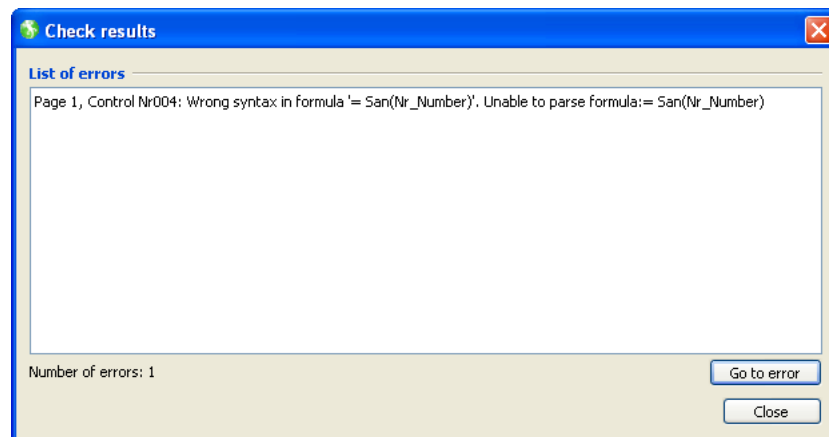 Check results
List of errors
Page 1, Control Nr004: Wrong syntax in formula '= San(Nr_Number)'. Unable to parse formula:= San(Nr_Number)
Number of errors: 1
Go to error
Close